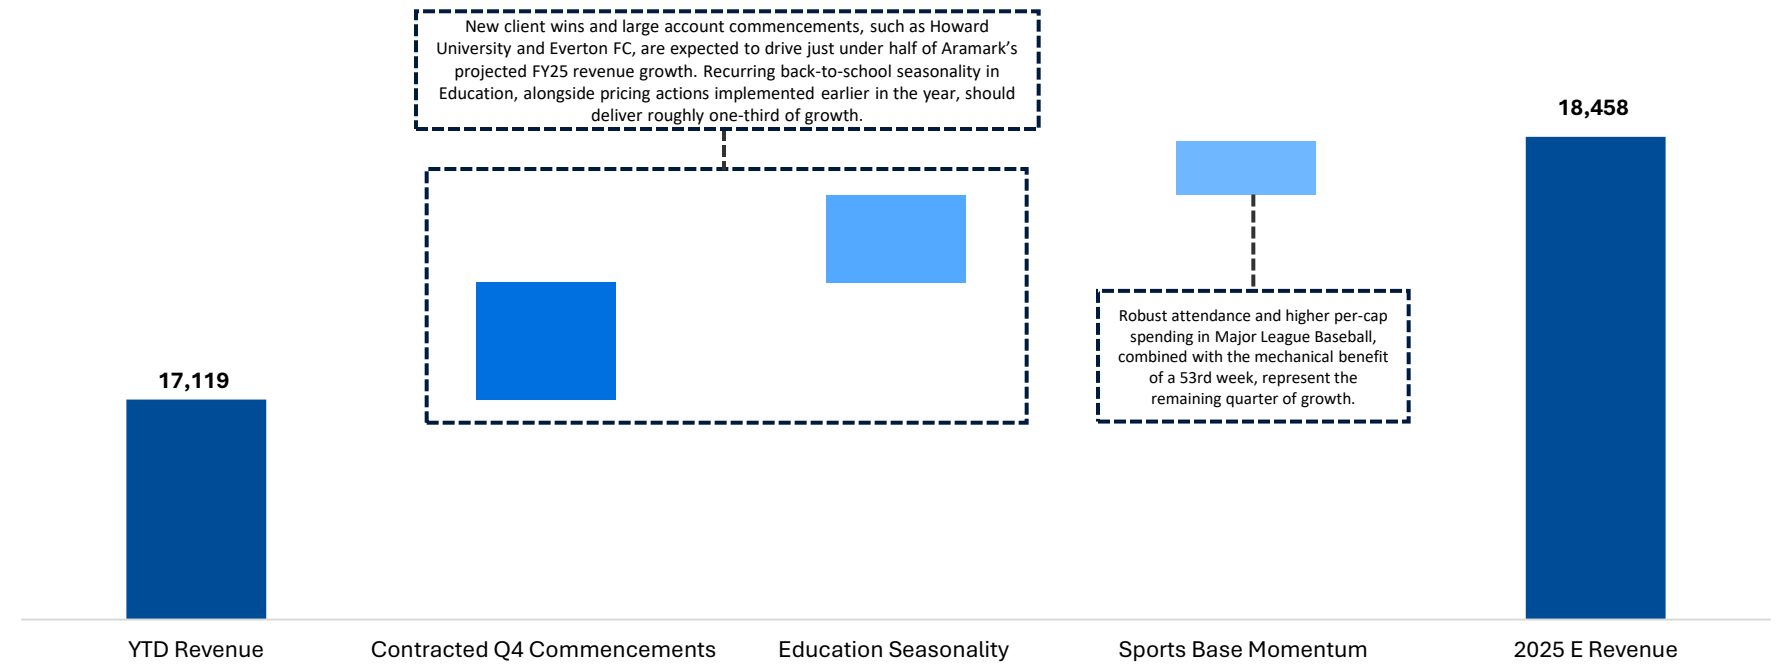 New client wins and large account commencements, such as Howard
University and Everton FC, are expected to drive just under half of Aramark’s
projected FY25 revenue growth. Recurring back-to-school seasonality in
Education, alongside pricing actions implemented earlier in the year, should
deliver roughly one-third of growth.
18,458
17,119
Robust attendance and higher per-cap
spending in Major League Baseball,
combined with the mechanical benefit
of a 53rd week, represent the
remaining quarter of growth.
YTD Revenue
Contracted Q4 Commencements
Education Seasonality
Sports Base Momentum
2025 E Revenue